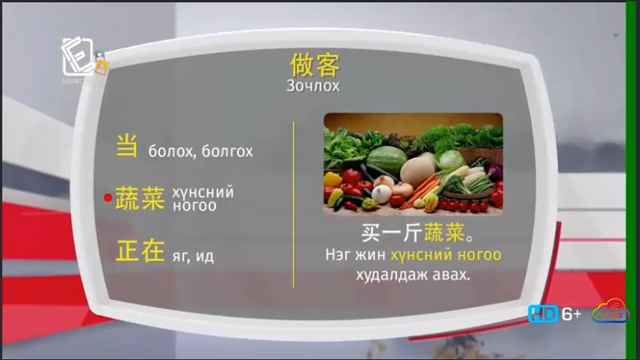 做客
Зочлох
当 болох, болгох
蔬菜 хүнсний
ногоо
正在 яг, ид
买一斤蔬菜。
Нэг жин хүнсний ногоо
худалдаж авах.
HD 6+